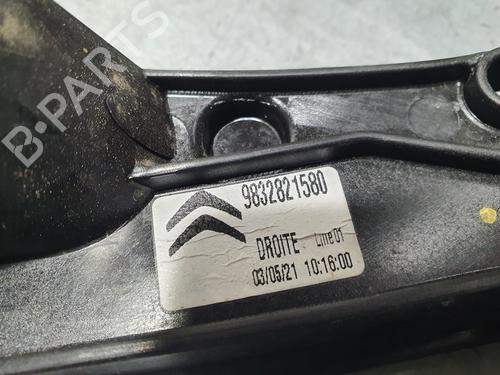 B-PARTS
9832821580
DROITE Line 01
03/05/21 10:16:00